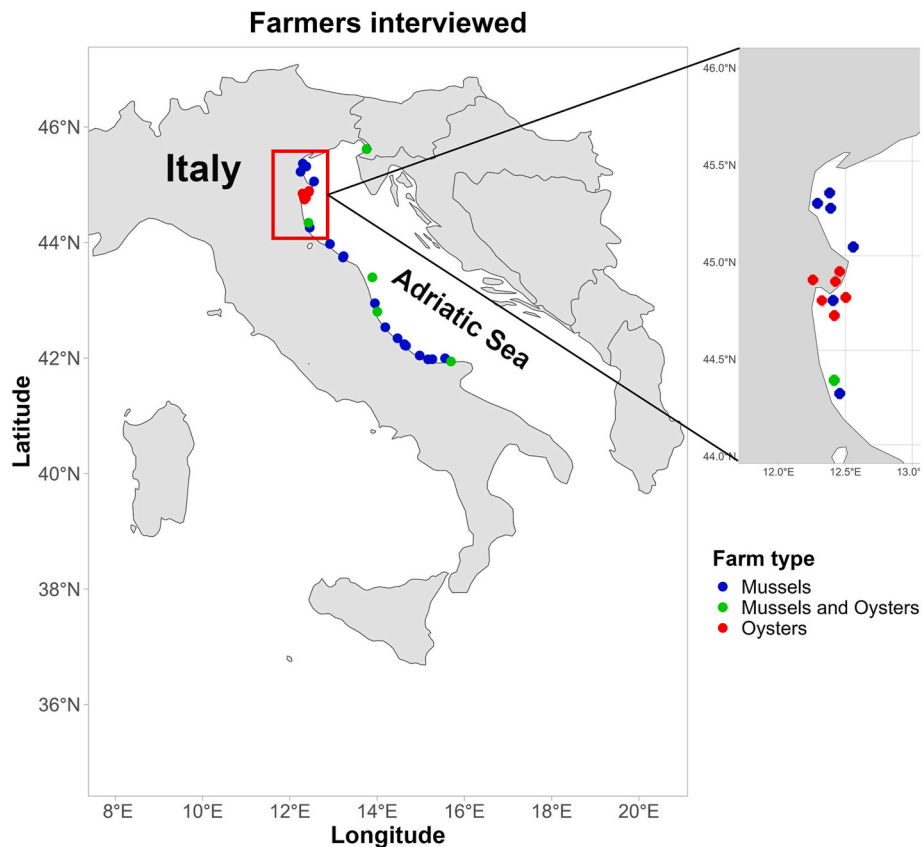 Farmers interviewed
46°N
44°N
42°N
40°N
38°N
36°N
Latitude
8°E
10°E
12°E
14°E
16°E
18°E
20°E
Longitude
Italy
Adriatic Sea
46.0°N
45.5°N
45.0°N
44.5°N
44.0°N
12.0°E
12.5°E
13.0°
Farm type
Mussels
Mussels and Oysters
Oysters